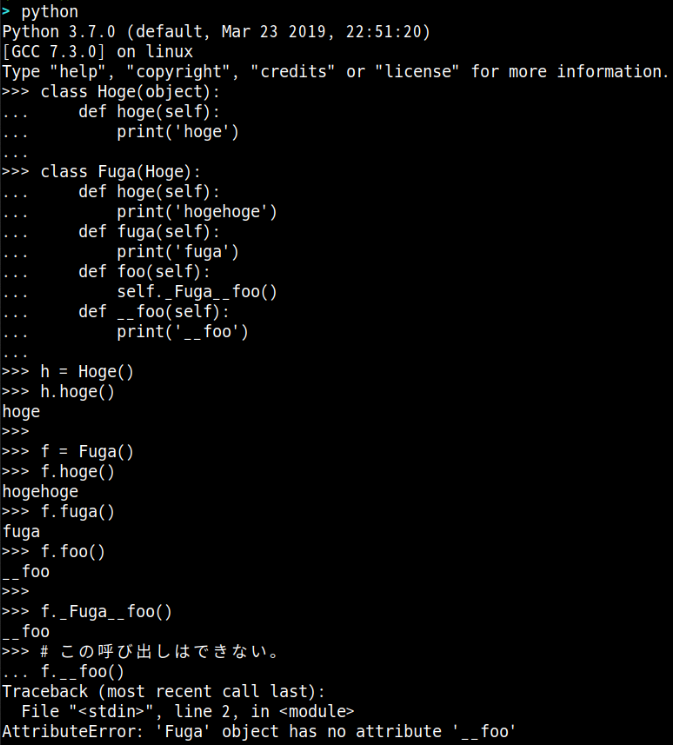 > python
Python 3.7.0 (default, Mar 23 2019, 22:51:20)
[GCC 7.3.0] on linux
Type "help", "copyright", "credits" or "license" for more information.
>>> class Hoge(object):
...     def hoge(self):
...         print('hoge')
...
>>> class Fuga(Hoge):
...     def hoge(self):
...         print('hogehoge')
...     def fuga(self):
...         print('fuga')
...     def foo(self):
...         self._Fuga__foo()
...     def __foo(self):
...         print('__foo')
...
>>> h = Hoge()
>>> h.hoge()
hoge
>>>
>>> f = Fuga()
>>> f.hoge()
hogehoge
>>> f.fuga()
fuga
>>> f.foo()
__foo
>>>
>>> f._Fuga__foo()
__foo
>>> # この呼び出しはできない。
... f.__foo()
Traceback (most recent call last):
  File "<stdin>", line 2, in <module>
AttributeError: 'Fuga' object has no attribute '__foo'